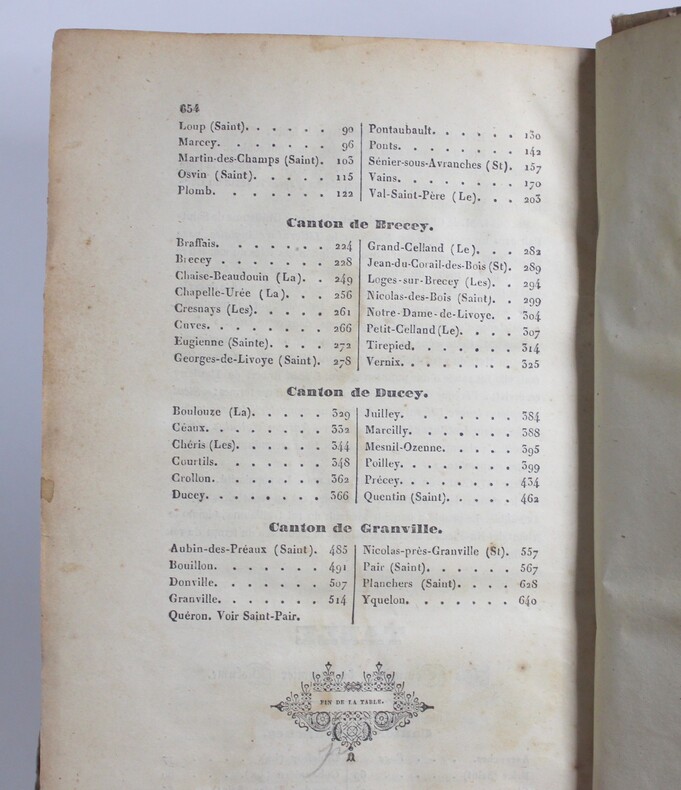 654
Loup (Saint). . . . . . 90
Marcey. . . . . . . 96
Martin-des-Champs (Saint). 103
Osvin (Saint). . . . . 115
Plomb. . . . . . . 122
Pontaubault. . . . . . 130
Ponts. . . . . . . 142
Sénier-sous-Avranches (St). 157
Vains. . . . . . . 170
Val-Saint-Père (Le). . . 203
Canton de Brecey.
Braffais. . . . . . . 224
Brecey . . . . . . . 228
Chaise-Beaudouin (La). . 249
Chapelle-Urée (La). . . 256
Cresnays (Les). . . . . 261
Cuves. . . . . . . . 266
Eugienne (Sainte). . . . 272
Georges-de-Livoye (Saint). 278
Grand-Celland (Le). . . 282
Jean-du-Corail-des-Bois (St). 289
Loges-sur-Brecey (Les). . 294
Nicolas-des-Bois (Saint). . 299
Notre-Dame-de-Livoye. . 304
Petit-Celland (Le). . . . 307
Tirepied. . . . . . . 314
Vernix. . . . . . . . 325
Canton de Ducey.
Boulouze (La). . . . . 329
Céaux. . . . . . . . 332
Chéris (Les). . . . . . 344
Courtils. . . . . . . 348
Crollon. . . . . . . 362
Ducey. . . . . . . . 366
Juilley. . . . . . . 384
Marcilly. . . . . . . 388
Mesnil-Ozenne. . . . . 395
Poilley. . . . . . . . 399
Précey. . . . . . . . 434
Quentin (Saint). . . . . 462
Canton de Granville.
Aubin-des-Préaux (Saint). 485
Bouillon. . . . . . . 491
Donville. . . . . . . 507
Granville. . . . . . . 514
Quéron. Voir Saint-Pair.
Nicolas-près-Granville (St). 557
Pair (Saint). . . . . . 567
Planchers (Saint). . . . 628
Yquelon. . . . . . . 640
FIN DE LA TABLE.